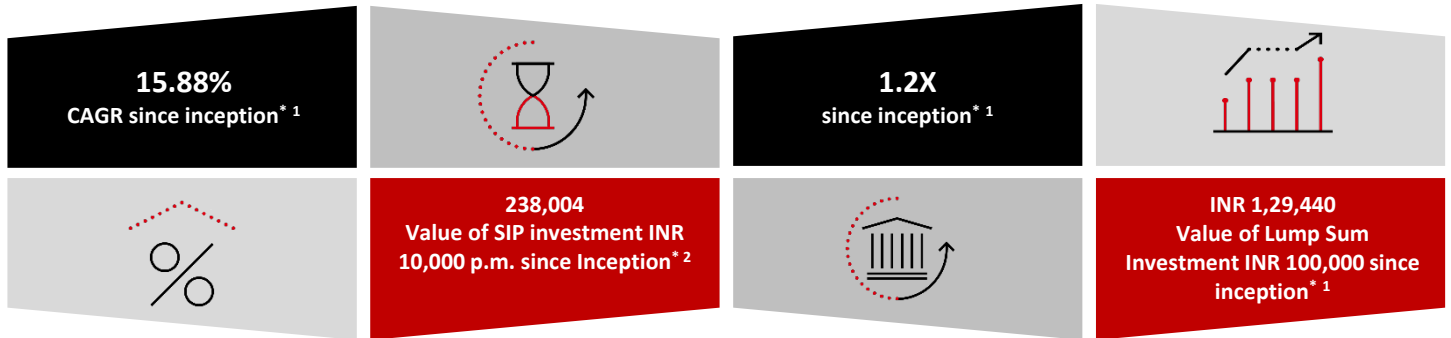 15.88%
CAGR since inception* 1
1.2X
since inception* 1
238,004
Value of SIP investment INR
10,000 p.m. since Inception* 2
INR 1,29,440
Value of Lump Sum
Investment INR 100,000 since
inception* 1